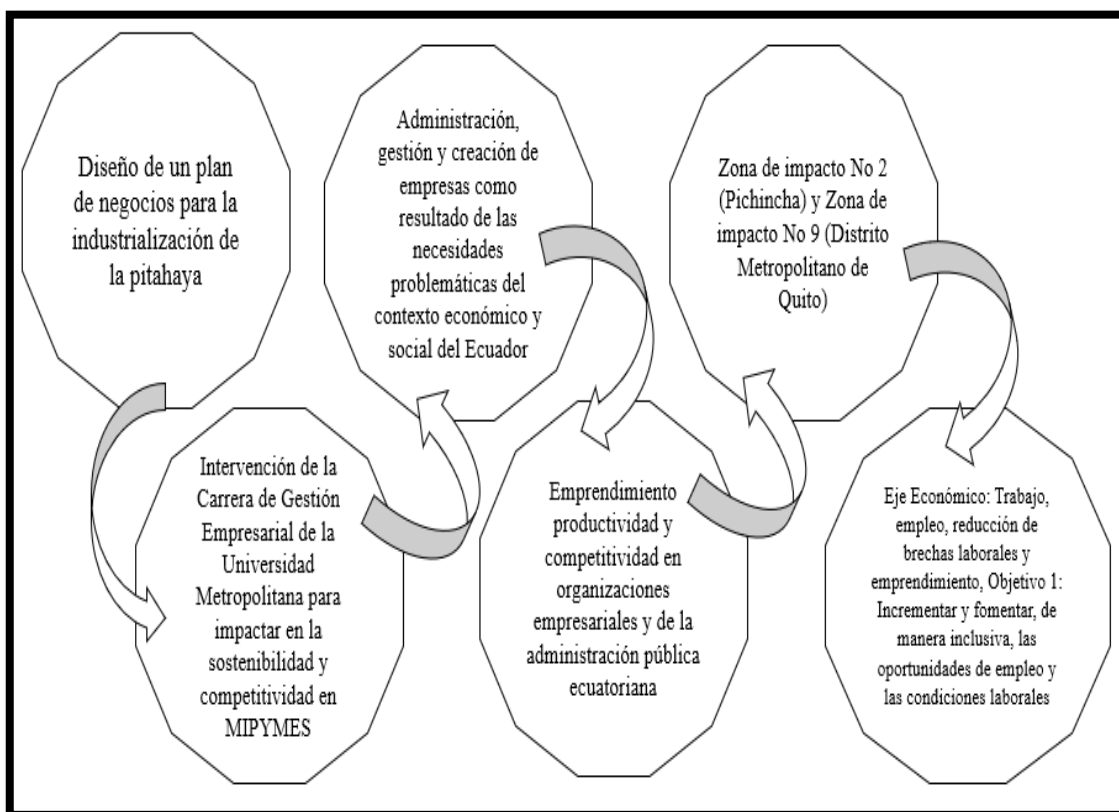 Diseño de un plan
de negocios para la
industrialización de
la pitahaya
Intervención de la
Carrera de Gestión
Empresarial de la
Universidad
Metropolitana para
impactar en la
sostenibilidad y
competitividad en
MIPYMES
Administración,
gestión y creación de
empresas como
resultado de las
necesidades
problemáticas del
contexto económico y
social del Ecuador
Emprendimiento
productividad y
competitividad en
organizaciones
empresariales y de la
administración pública
ecuatoriana
Zona de impacto No 2
(Pichincha) y Zona de
impacto No 9 (Distrito
Metropolitano de
Quito)
Eje Económico: Trabajo,
empleo, reducción de
brechas laborales y
emprendimiento, Objetivo 1:
Incrementar y fomentar, de
manera inclusiva, las
oportunidades de empleo y
las condiciones laborales